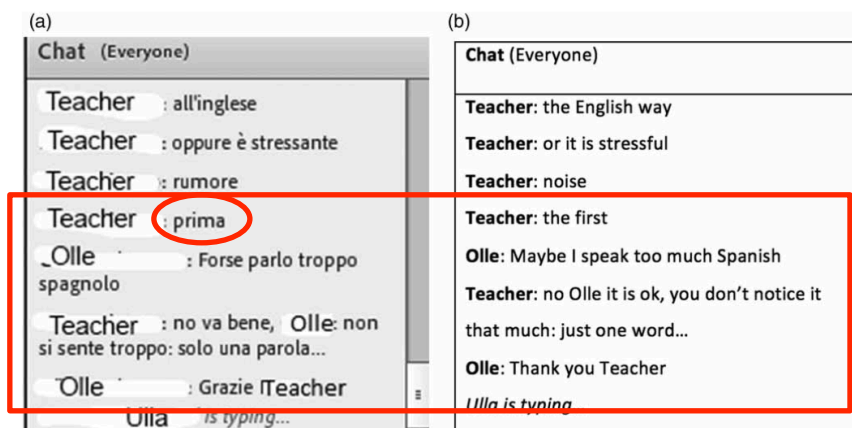 (a)
Chat (Everyone)
Teacher : all'inglese
Teacher : oppure è stressante
Teacher : rumore
Teacher : prima
Olle : Forse parlo troppo
spagnolo
Teacher : no va bene, Olle: non
si sente troppo: solo una parola...
Olle : Grazie Teacher
Ulla is typing...
(b)
Chat (Everyone)
Teacher: the English way
Teacher: or it is stressful
Teacher: noise
Teacher: the first
Olle: Maybe I speak too much Spanish
Teacher: no Olle it is ok, you don't notice it
that much: just one word...
Olle: Thank you Teacher
Ulla is typing...